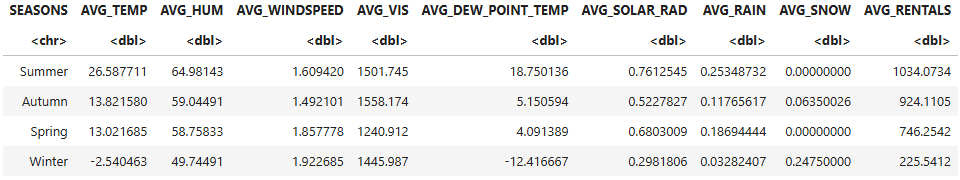 SEASONS AVG_TEMP AVG_HUM AVG_WINDSPEED AVG_VIS AVG_DEW_POINT_TEMP AVG_SOLAR_RAD AVG_RAIN AVG_SNOW AVG_RENTALS
<chr> <dbl> <dbl> <dbl> <dbl> <dbl> <dbl> <dbl> <dbl> <dbl>
Summer 26.587711 64.98143 1.609420 1501.745 18.750136 0.7612545 0.25348732 0.00000000 1034.0734
Autumn 13.821580 59.04491 1.492101 1558.174 5.150594 0.5227827 0.11765617 0.06350026 924.1105
Spring 13.021685 58.75833 1.857778 1240.912 4.091389 0.6803009 0.18694444 0.00000000 746.2542
Winter -2.540463 49.74491 1.922685 1445.987 -12.416667 0.2981806 0.03282407 0.24750000 225.5412